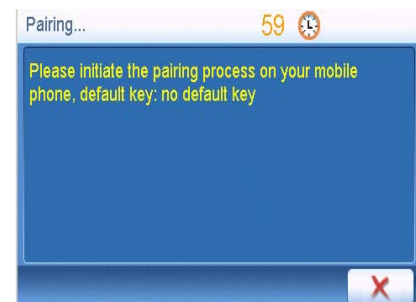 Pairing...
59
Please initiate the pairing process on your mobile
phone, default key: no default key